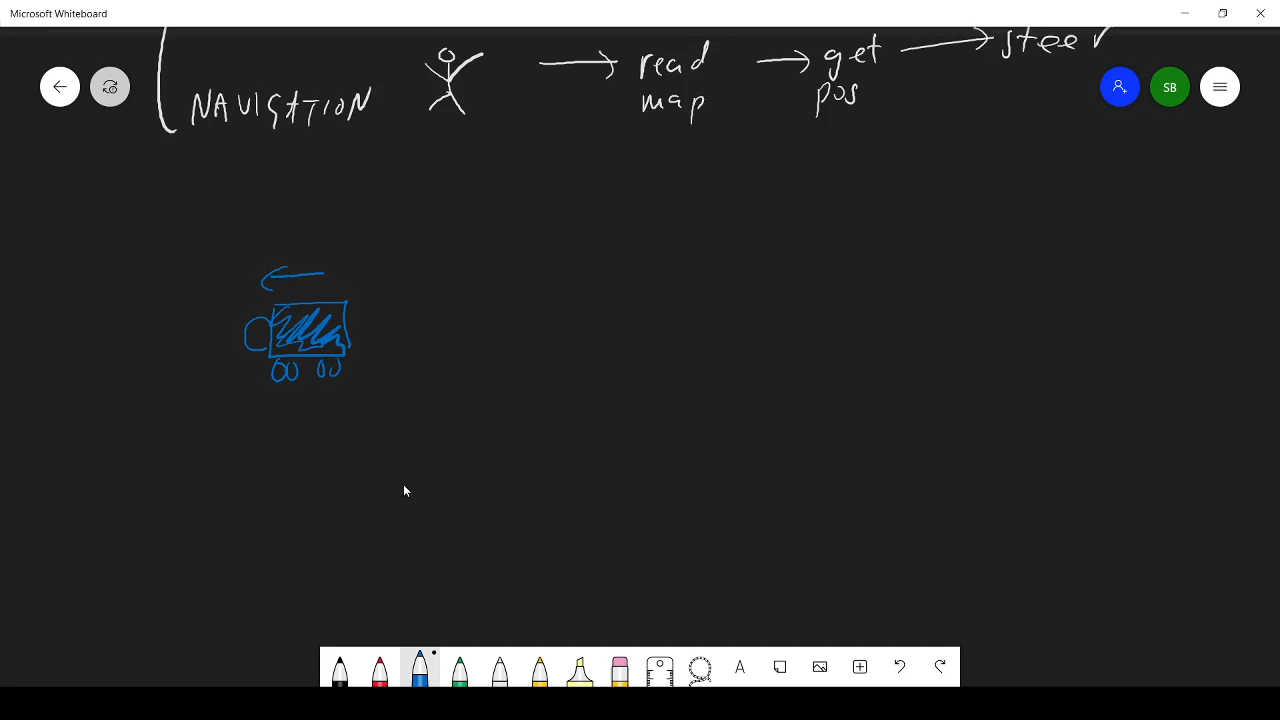 Microsoft Whiteboard
read → get → steer
NAVIGATION → map pos
SB
A